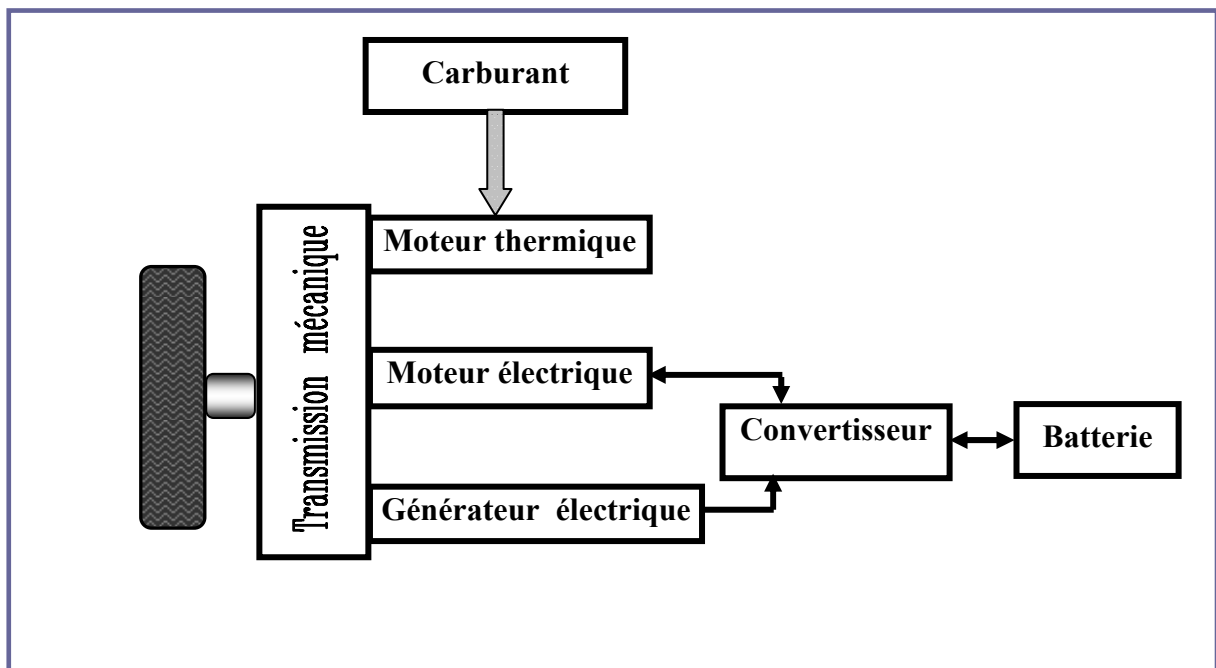 Carburant
Moteur thermique
Transmission mécanique
Moteur électrique
Convertisseur
Batterie
Générateur électrique